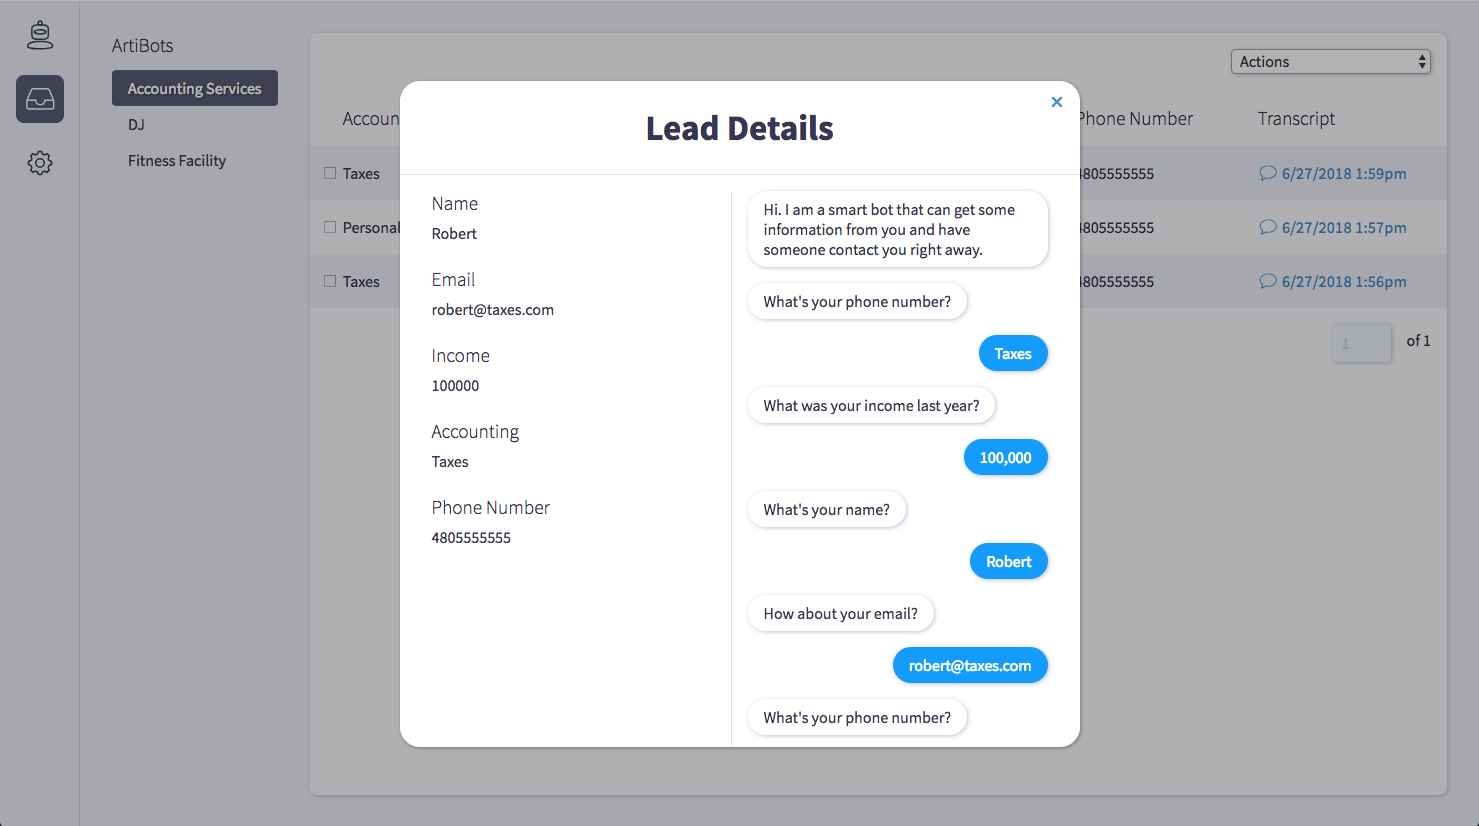 ArtiBots
Accounting Services
DJ
Fitness Facility
Actions
Accoun
Phone Number
Transcript
Taxes
4805555555
6/27/2018 1:59pm
Personal
4805555555
6/27/2018 1:57pm
Taxes
4805555555
6/27/2018 1:56pm
1
of 1
Lead Details
Name
Robert
Email
robert@taxes.com
Income
100000
Accounting
Taxes
Phone Number
4805555555
Hi. I am a smart bot that can get some
information from you and have
someone contact you right away.
What's your phone number?
Taxes
What was your income last year?
100,000
What's your name?
Robert
How about your email?
robert@taxes.com
What's your phone number?